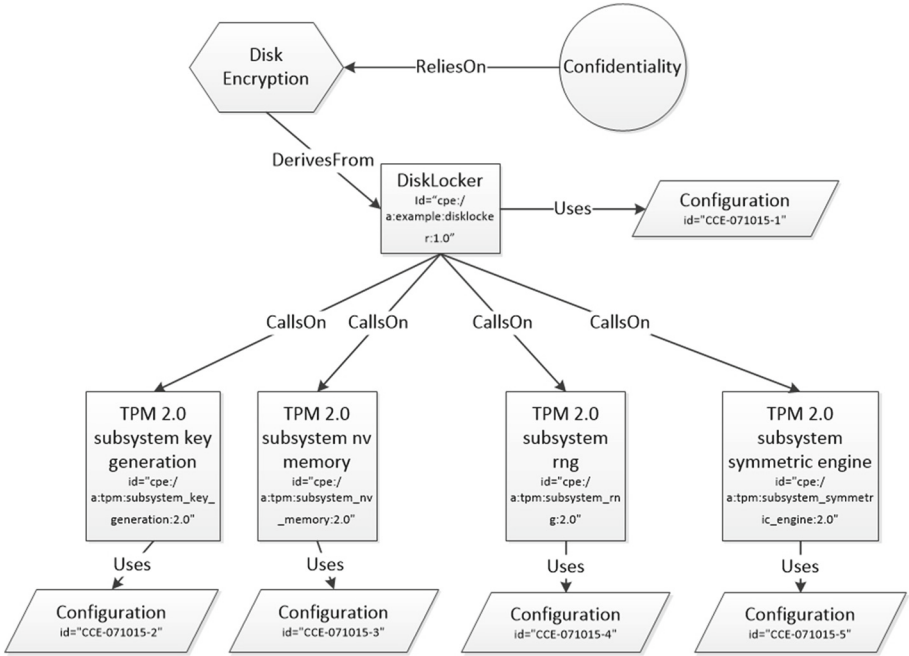 Disk
Encryption
ReliesOn
Confidentiality
DerivesFrom
DiskLocker
Id="cpe:/
a:example:disklocke
r:1.0"
Uses
Configuration
id="CCE-071015-1"
CallsOn
CallsOn
CallsOn
CallsOn
TPM 2.0
subsystem key
generation
id="cpe:/
a:tpm:subsystem_key_
generation:2.0"
TPM 2.0
subsystem nv
memory
id="cpe:/
a:tpm:subsystem_nv
_memory:2.0"
TPM 2.0
subsystem
rng
id="cpe:/
a:tpm:subsystem_rn
g:2.0"
TPM 2.0
subsystem
symmetric engine
id="cpe:/
a:tpm:subsystem_symmetr
ic_engine:2.0"
Uses
Uses
Uses
Uses
Configuration
id="CCE-071015-2"
Configuration
id="CCE-071015-3"
Configuration
id="CCE-071015-4"
Configuration
id="CCE-071015-5"